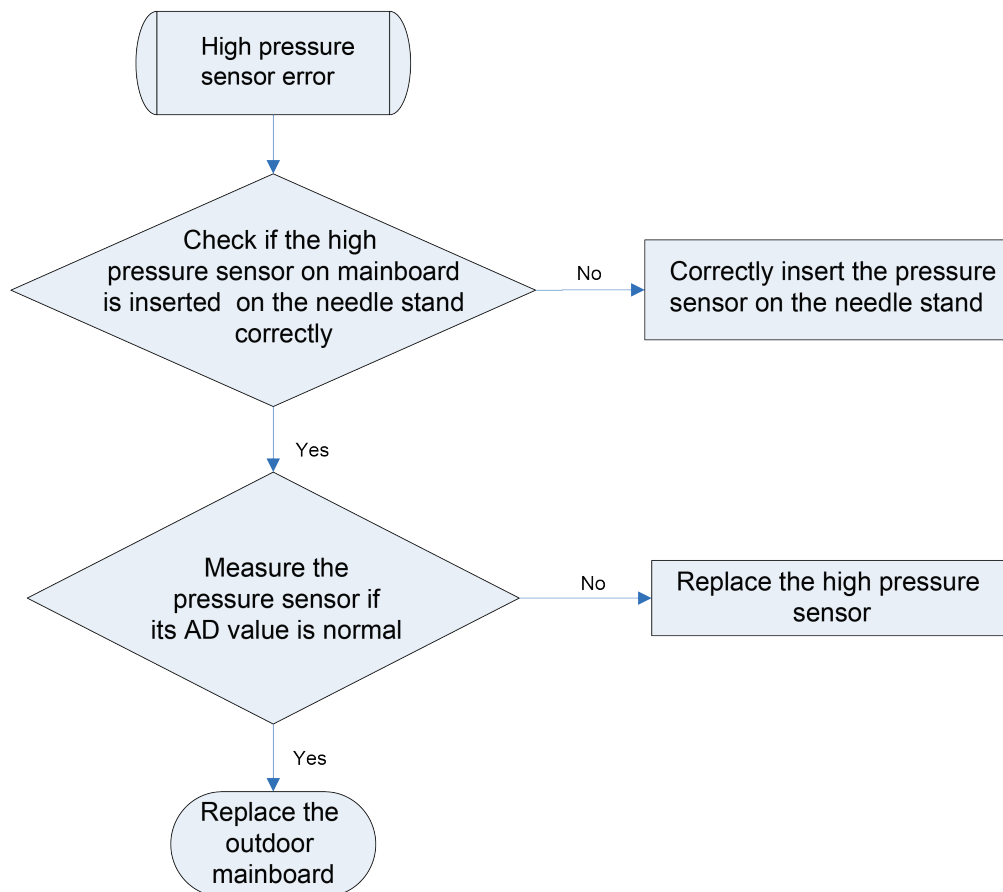 High pressure
sensor error
Check if the high
pressure sensor on mainboard
is inserted  on the needle stand
correctly
No
Correctly insert the pressure
sensor on the needle stand
Yes
Measure the
pressure sensor if
its AD value is normal
No
Replace the high pressure
sensor
Yes
Replace the
outdoor
mainboard